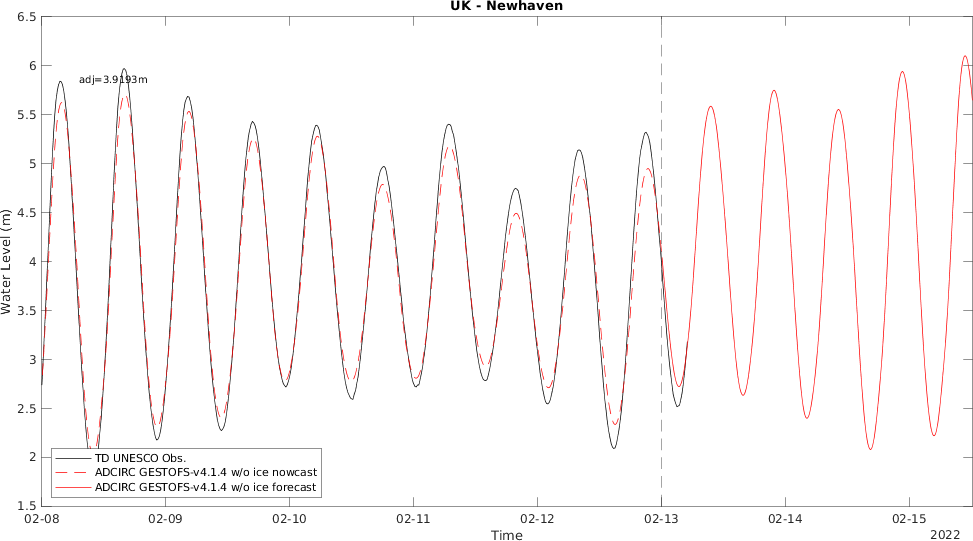 UK - Newhaven
6.5
6
5.5
5
4.5
4
3.5
3
2.5
2
1.5
Water Level (m)
adj=3.9193m
TD UNESCO Obs.
ADCIRC GESTOFS-v4.1.4 w/o ice nowcast
ADCIRC GESTOFS-v4.1.4 w/o ice forecast
02-08 02-09 02-10 02-11 02-12 02-13 02-14 02-15
Time
2022